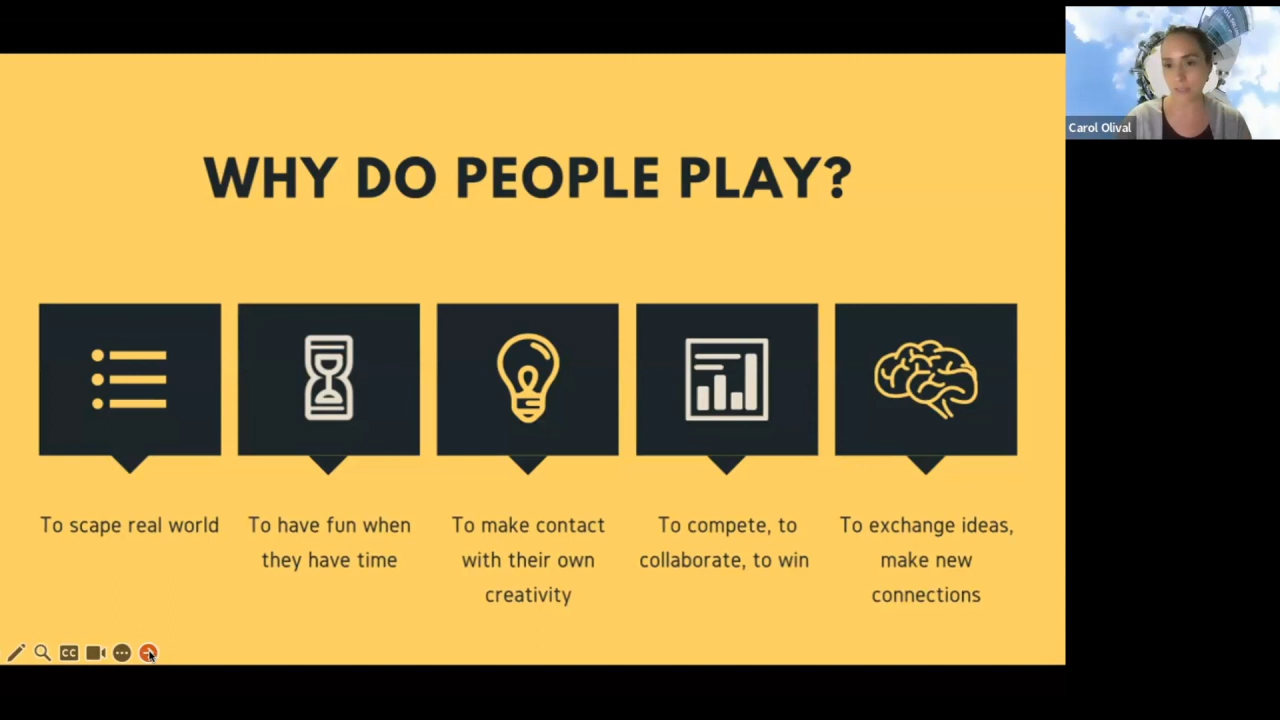 WHY DO PEOPLE PLAY?
To scape real world
To have fun when
they have time
To make contact
with their own
creativity
To compete, to
collaborate, to win
To exchange ideas,
make new
connections
CC
Carol Olival